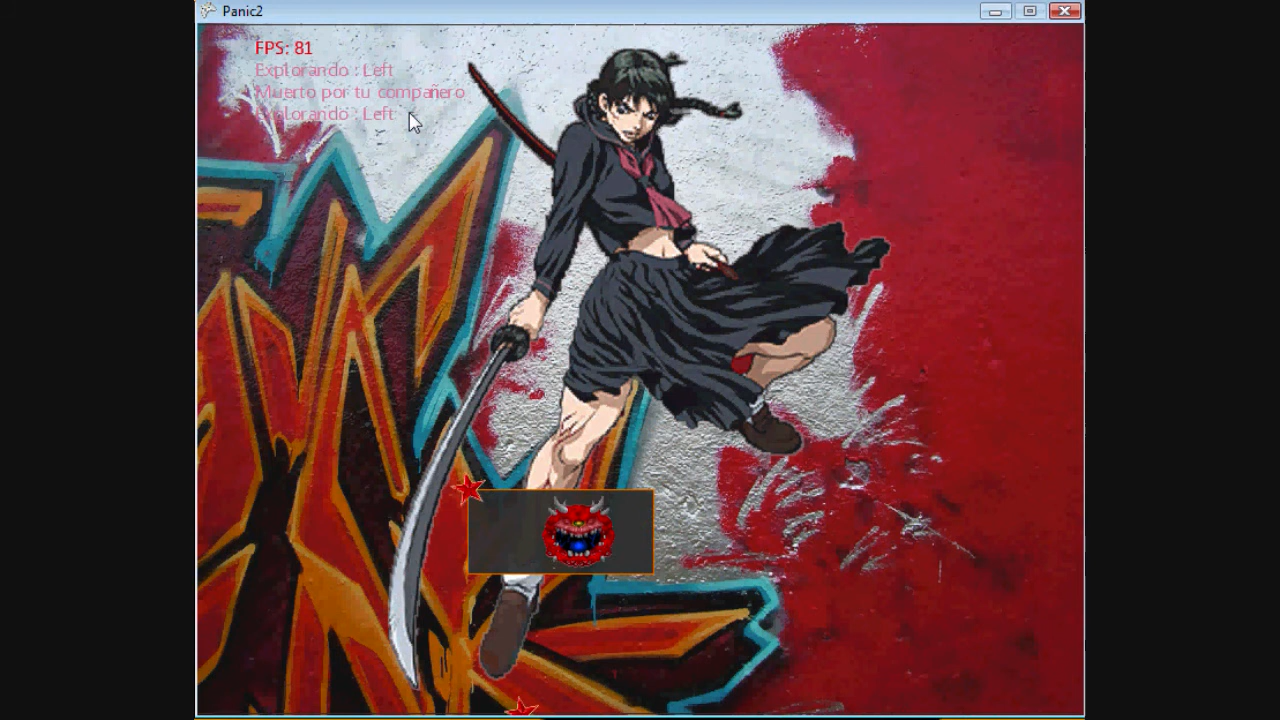 Panic2
FPS: 81
Explorando : Left
Muerto por tu compañero
Explorando : Left